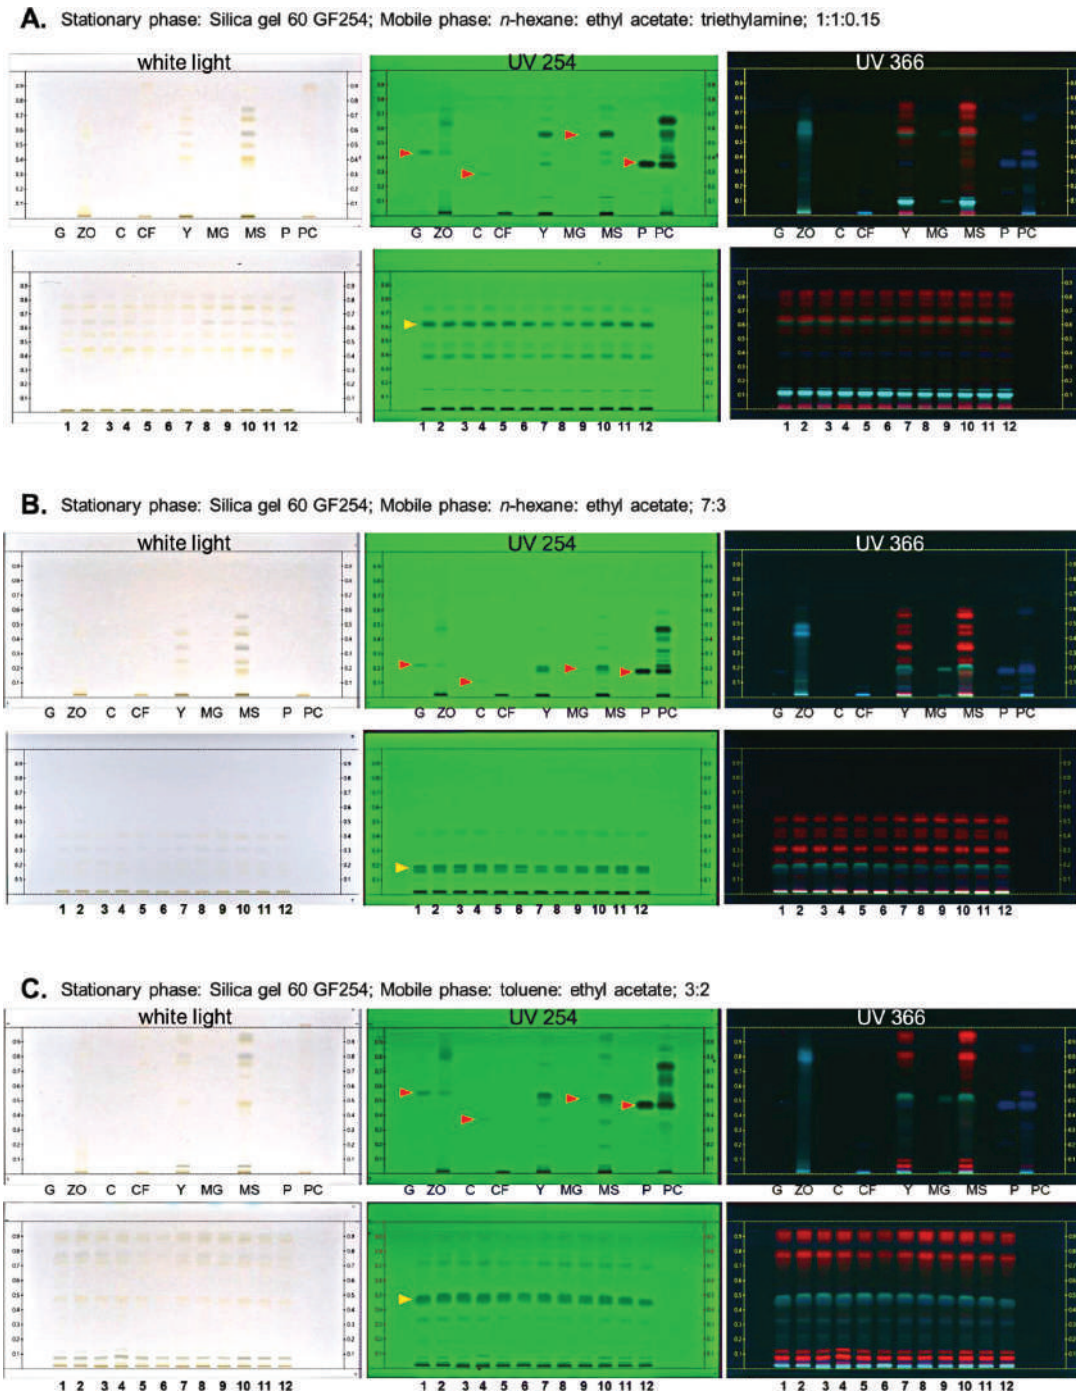 A. Stationary phase: Silica gel 60 GF254; Mobile phase: n-hexane: ethyl acetate: triethylamine; 1:1:0.15
white light UV 254 UV 366
G ZO C CF Y MG MS P PC G ZO C CF Y MG MS P PC G ZO C CF Y MG MS P PC
1 2 3 4 5 6 7 8 9 10 11 12 1 2 3 4 5 6 7 8 9 10 11 12 1 2 3 4 5 6 7 8 9 10 11 12
B. Stationary phase: Silica gel 60 GF254; Mobile phase: n-hexane: ethyl acetate; 7:3
white light UV 254 UV 366
G ZO C CF Y MG MS P PC G ZO C CF Y MG MS P PC G ZO C CF Y MG MS P PC
1 2 3 4 5 6 7 8 9 10 11 12 1 2 3 4 5 6 7 8 9 10 11 12 1 2 3 4 5 6 7 8 9 10 11 12
C. Stationary phase: Silica gel 60 GF254; Mobile phase: toluene: ethyl acetate; 3:2
white light UV 254 UV 366
G ZO C CF Y MG MS P PC G ZO C CF Y MG MS P PC G ZO C CF Y MG MS P PC
1 2 3 4 5 6 7 8 9 10 11 12 1 2 3 4 5 6 7 8 9 10 11 12 1 2 3 4 5 6 7 8 9 10 11 12